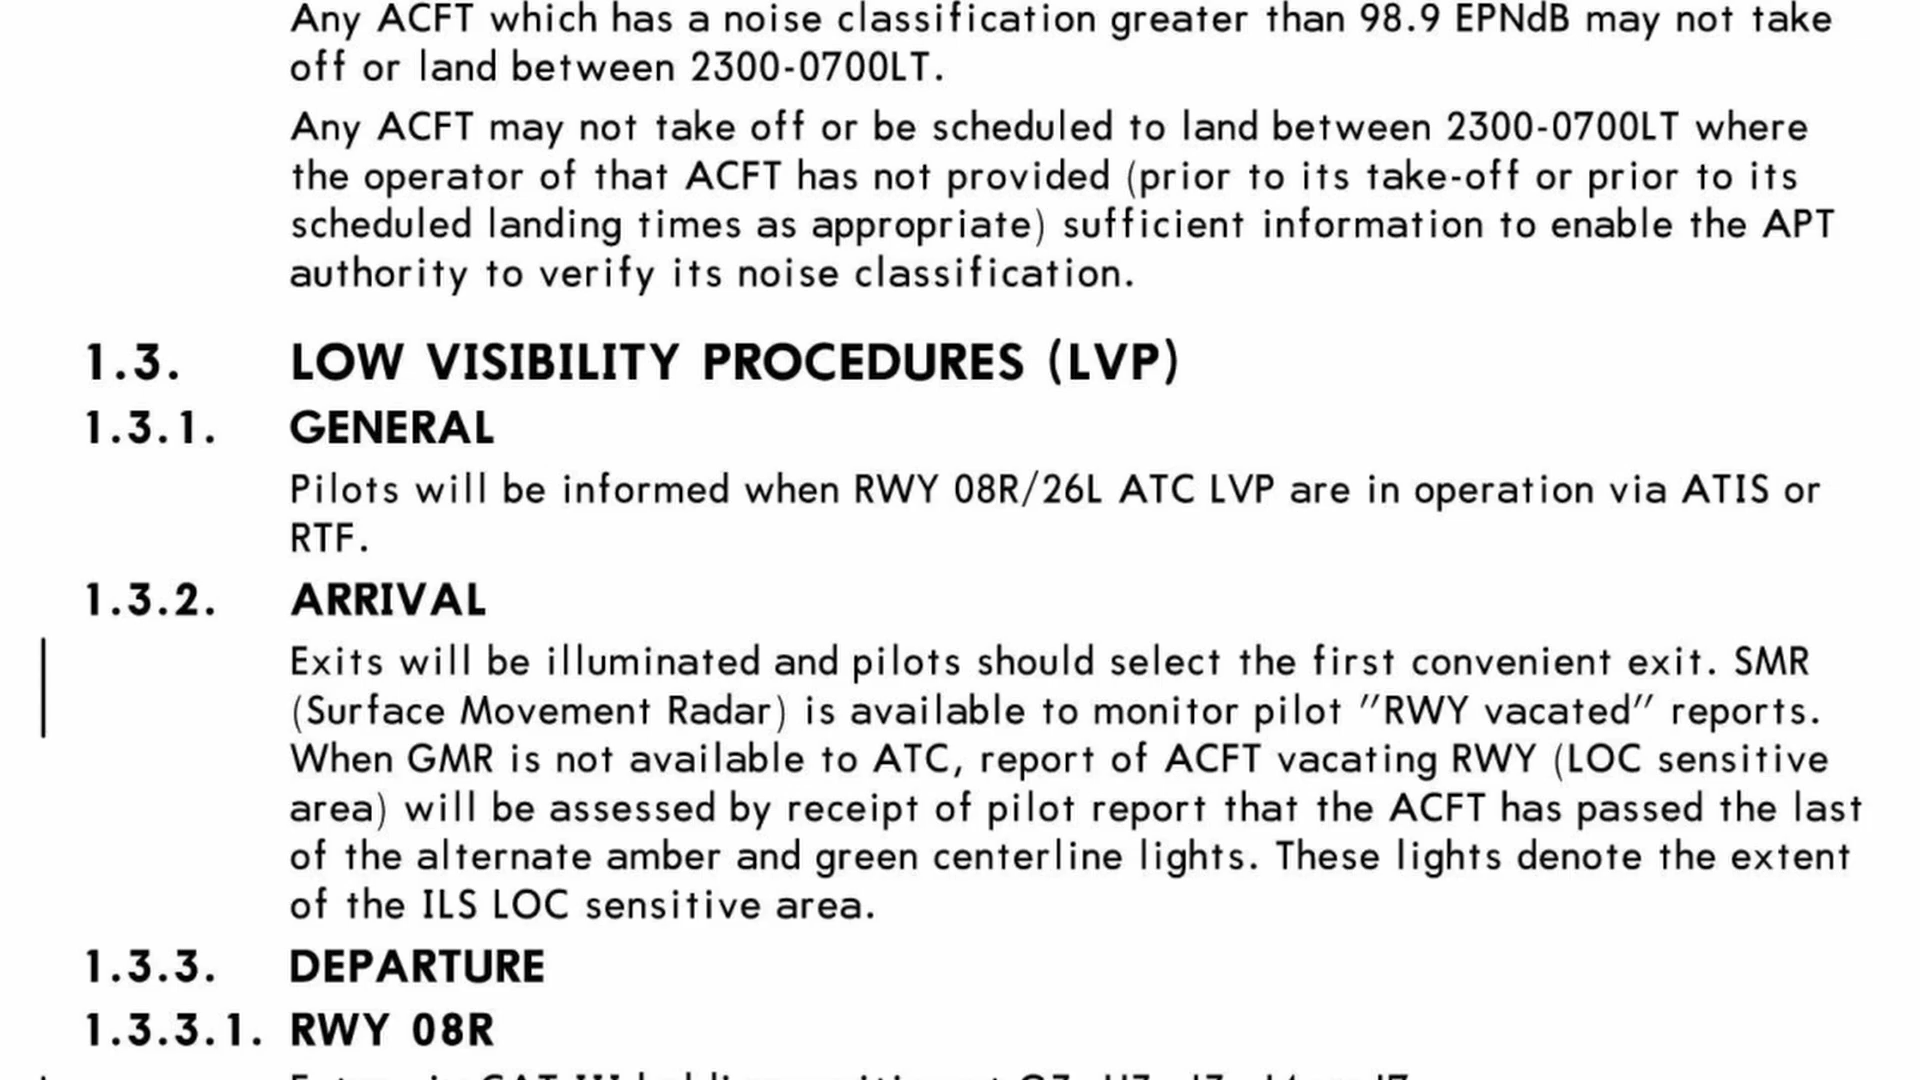 Any ACFT which has a noise classification greater than 98.9 EPNdB may not take
off or land between 2300-0700LT.
Any ACFT may not take off or be scheduled to land between 2300-0700LT where
the operator of that ACFT has not provided (prior to its take-off or prior to its
scheduled landing times as appropriate) sufficient information to enable the APT
authority to verify its noise classification.
1.3. LOW VISIBILITY PROCEDURES (LVP)
1.3.1. GENERAL
Pilots will be informed when RWY 08R/26L ATC LVP are in operation via ATIS or
RTF.
1.3.2. ARRIVAL
Exits will be illuminated and pilots should select the first convenient exit. SMR
(Surface Movement Radar) is available to monitor pilot "RWY vacated" reports.
When GMR is not available to ATC, report of ACFT vacating RWY (LOC sensitive
area) will be assessed by receipt of pilot report that the ACFT has passed the last
of the alternate amber and green centerline lights. These lights denote the extent
of the ILS LOC sensitive area.
1.3.3. DEPARTURE
1.3.3.1. RWY 08R